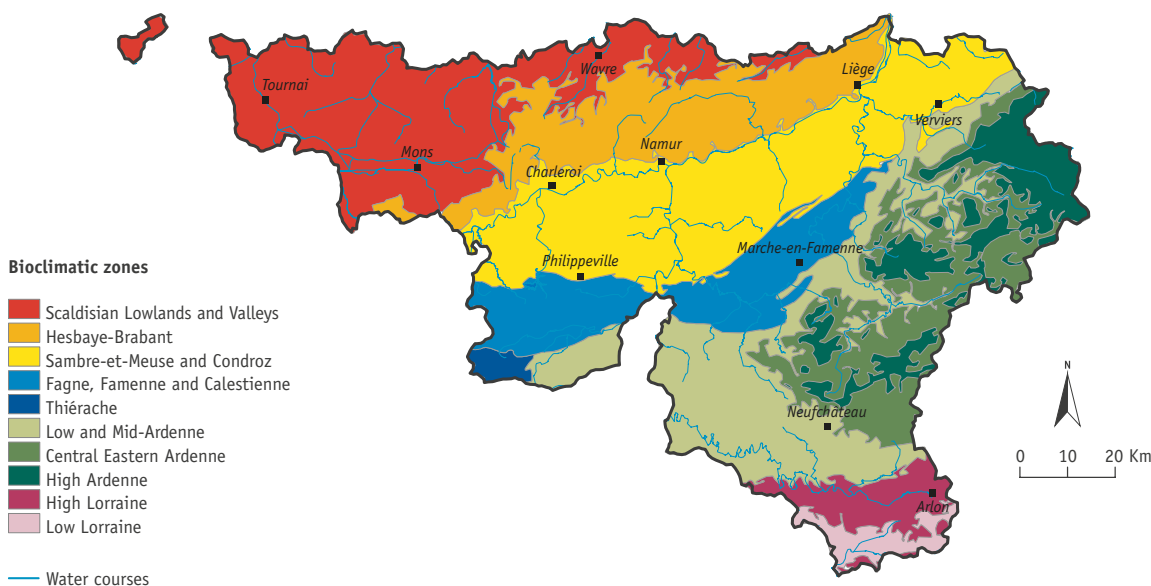 Wavre
Liège
Tournai
Verviers
Mons
Namur
Charleroi
Marche-en-Famenne
Philippeville
Neufchâteau
Arlon
Bioclimatic zones
Scaldisian Lowlands and Valleys
Hesbaye-Brabant
Sambre-et-Meuse and Condroz
Fagne, Famenne and Calestienne
Thiérache
Low and Mid-Ardenne
Central Eastern Ardenne
High Ardenne
High Lorraine
Low Lorraine
Water courses
N
0 10 20 Km